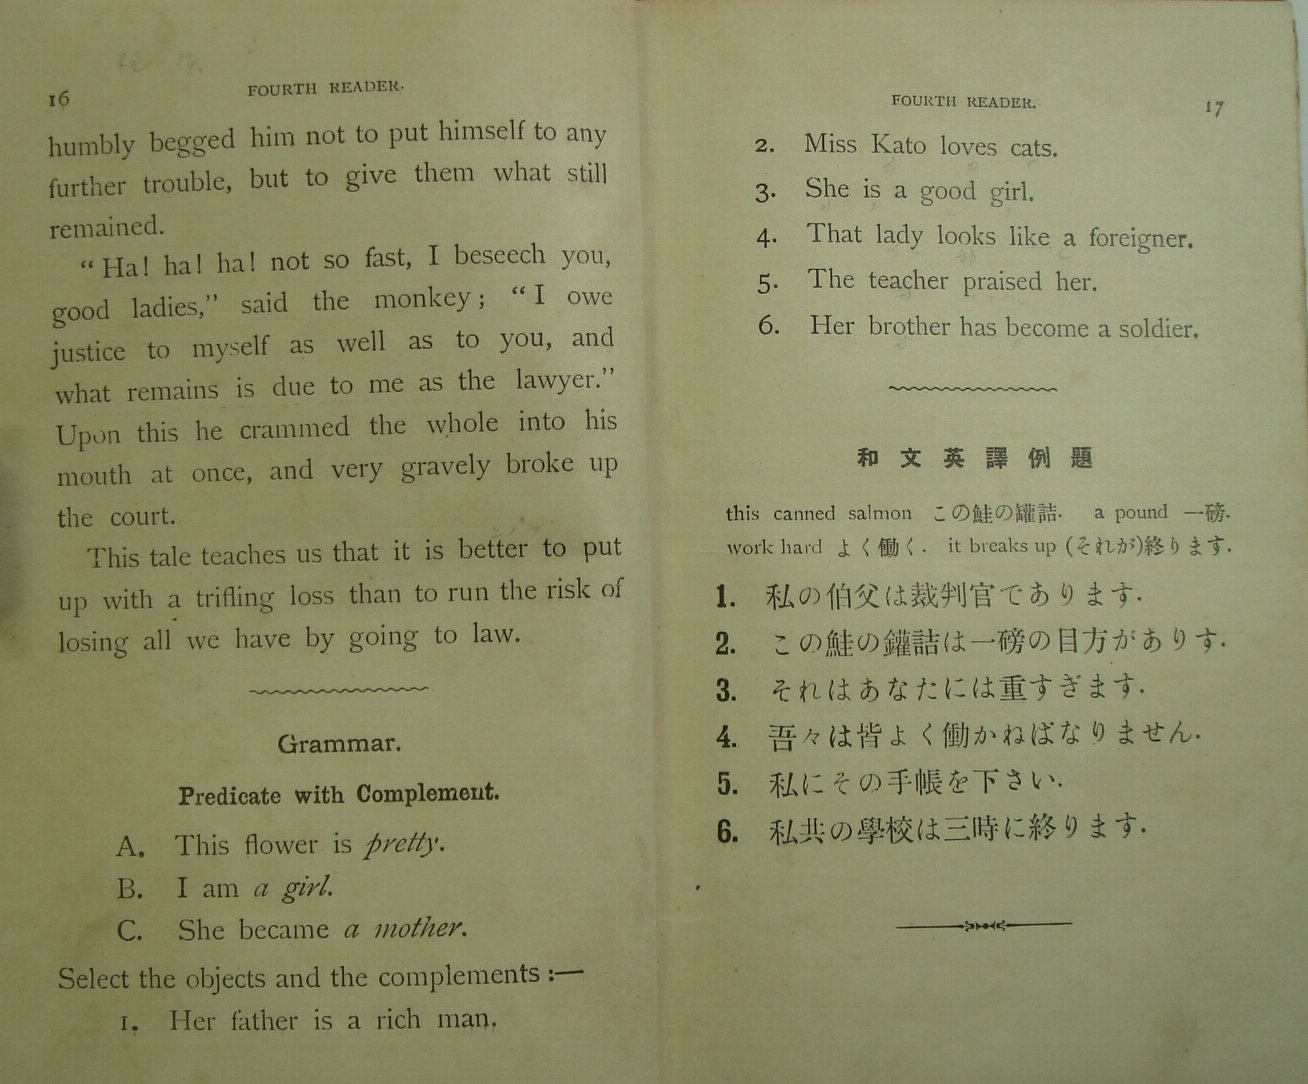 16 FOURTH READER.
humbly begged him not to put himself to any
further trouble, but to give them what still
remained.
“Ha! ha! ha! not so fast, I beseech you,
good ladies,” said the monkey; “I owe
justice to myself as well as to you, and
what remains is due to me as the lawyer.”
Upon this he crammed the whole into his
mouth at once, and very gravely broke up
the court.
This tale teaches us that it is better to put
up with a trifling loss than to run the risk of
losing all we have by going to law.
Grammar.
Predicate with Complement.
A. This flower is pretty.
B. I am a girl.
C. She became a mother.
Select the objects and the complements:—
1. Her father is a rich man.
FOURTH READER. 17
2. Miss Kato loves cats.
3. She is a good girl.
4. That lady looks like a foreigner.
5. The teacher praised her.
6. Her brother has become a soldier.
和文英譯例題
this canned salmon この鮭の罐詰. a pound 一磅.
work hard よく働く. it breaks up (それが)終ります.
1. 私の伯父は裁判官であります.
2. この鮭の鑵詰は一磅の目方がありす.
3. それはあなたには重すぎます.
4. 吾々は皆よく働かねばなりません.
5. 私にその手帳を下さい.
6. 私共の學校は三時に終ります.